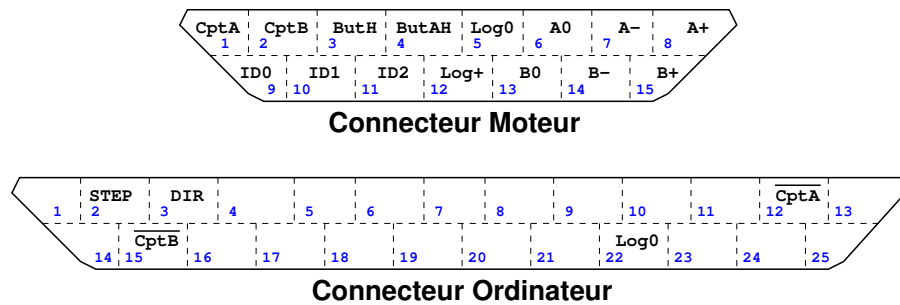 CptA CptB ButH ButAH Log0 A0 A− A+
1 2 3 4 5 6 7 8
ID0 ID1 ID2 Log+ B0 B− B+
9 10 11 12 13 14 15
Connecteur Moteur
STEP DIR CptA
1 2 3 4 5 6 7 8 9 10 11 12 13
CptB Log0
14 15 16 17 18 19 20 21 22 23 24 25
Connecteur Ordinateur